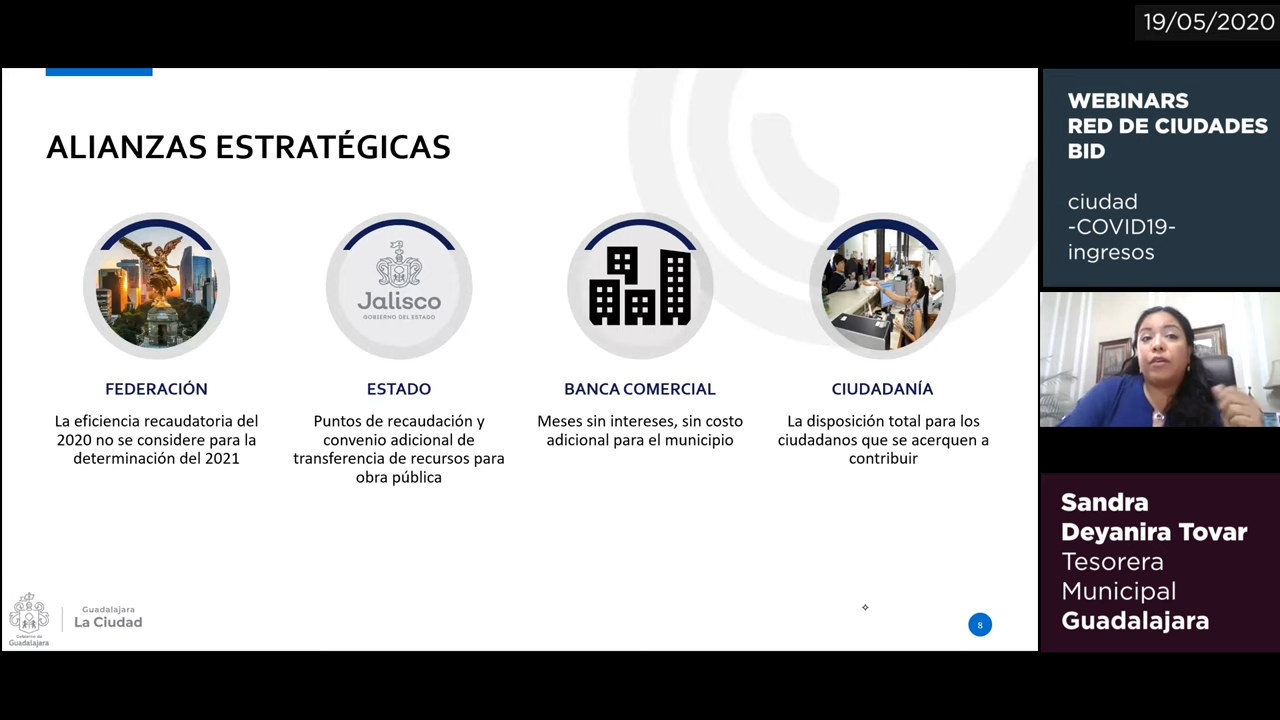 19/05/2020
WEBINARS
RED DE CIUDADES
BID
ciudad
-COVID19-
ingresos
ALIANZAS ESTRATÉGICAS
Jalisco
GOBIERNO DEL ESTADO
FEDERACIÓN
La eficiencia recaudatoria del
2020 no se considere para la
determinación del 2021
ESTADO
Puntos de recaudación y
convenio adicional de
transferencia de recursos para
obra pública
BANCA COMERCIAL
Meses sin intereses, sin costo
adicional para el municipio
CIUDADANÍA
La disposición total para los
ciudadanos que se acerquen a
contribuir
Sandra
Deyanira Tovar
Tesorera
Municipal
Guadalajara
Gobierno de
Guadalajara
Guadalajara
La Ciudad
8